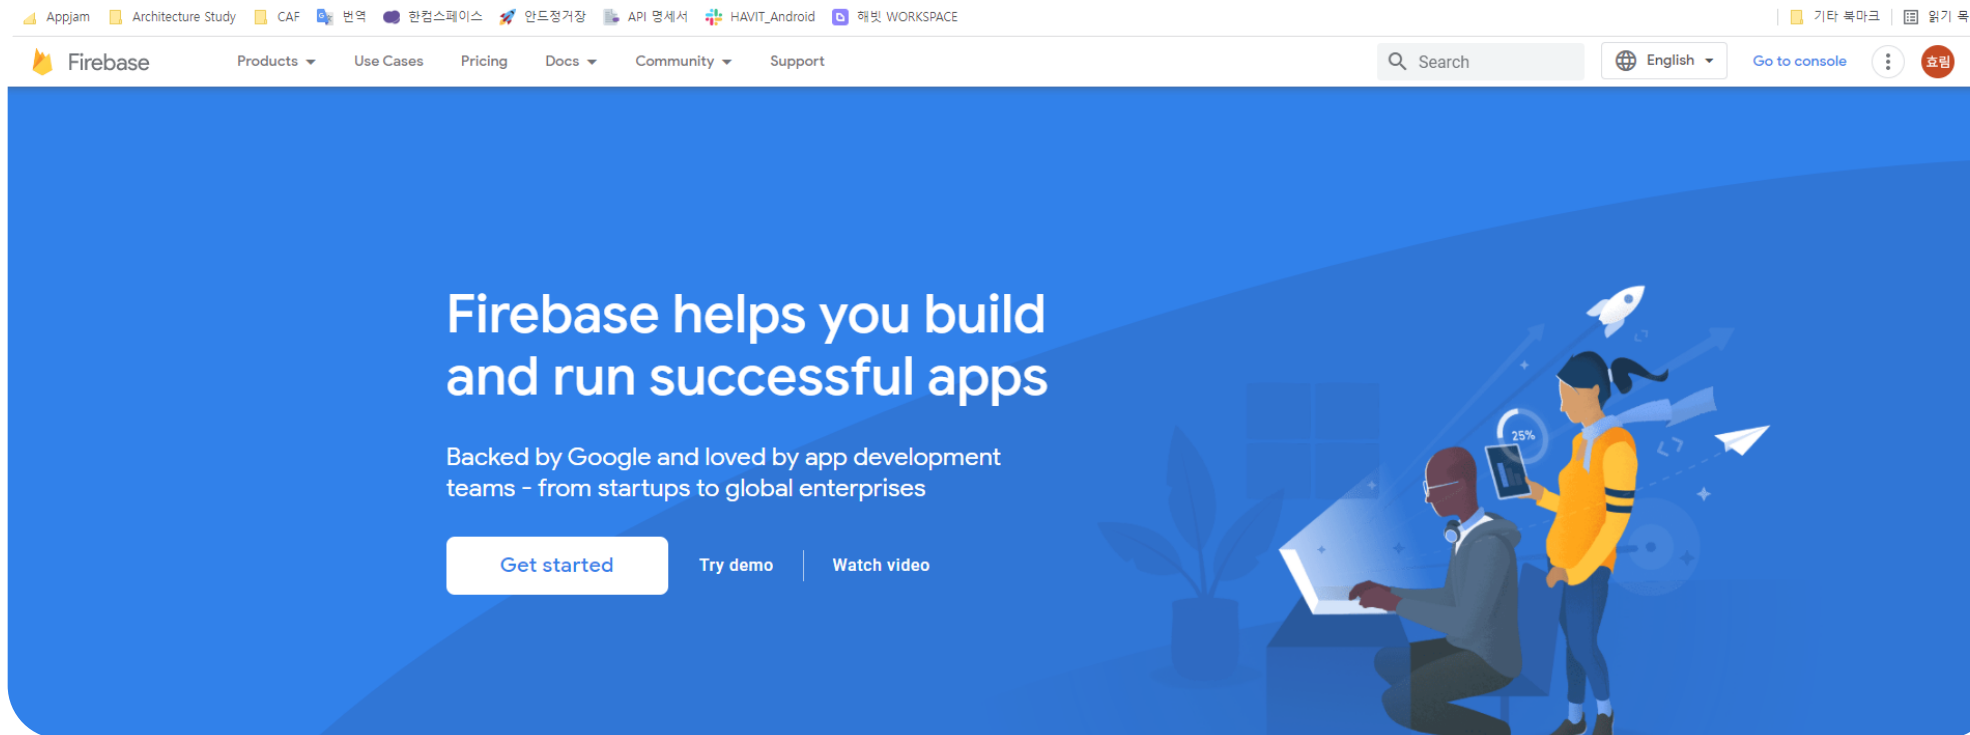 Appjam Architecture Study CAF 번역 한컴스페이스 안드정거장 API 명세서 HAVIT_Android 해빗 WORKSPACE 기타 북마크 읽기 목
Firebase Products Use Cases Pricing Docs Community Support Search English Go to console 효림
Firebase helps you build
and run successful apps
25%
Backed by Google and loved by app development
teams - from startups to global enterprises
Get started Try demo Watch video